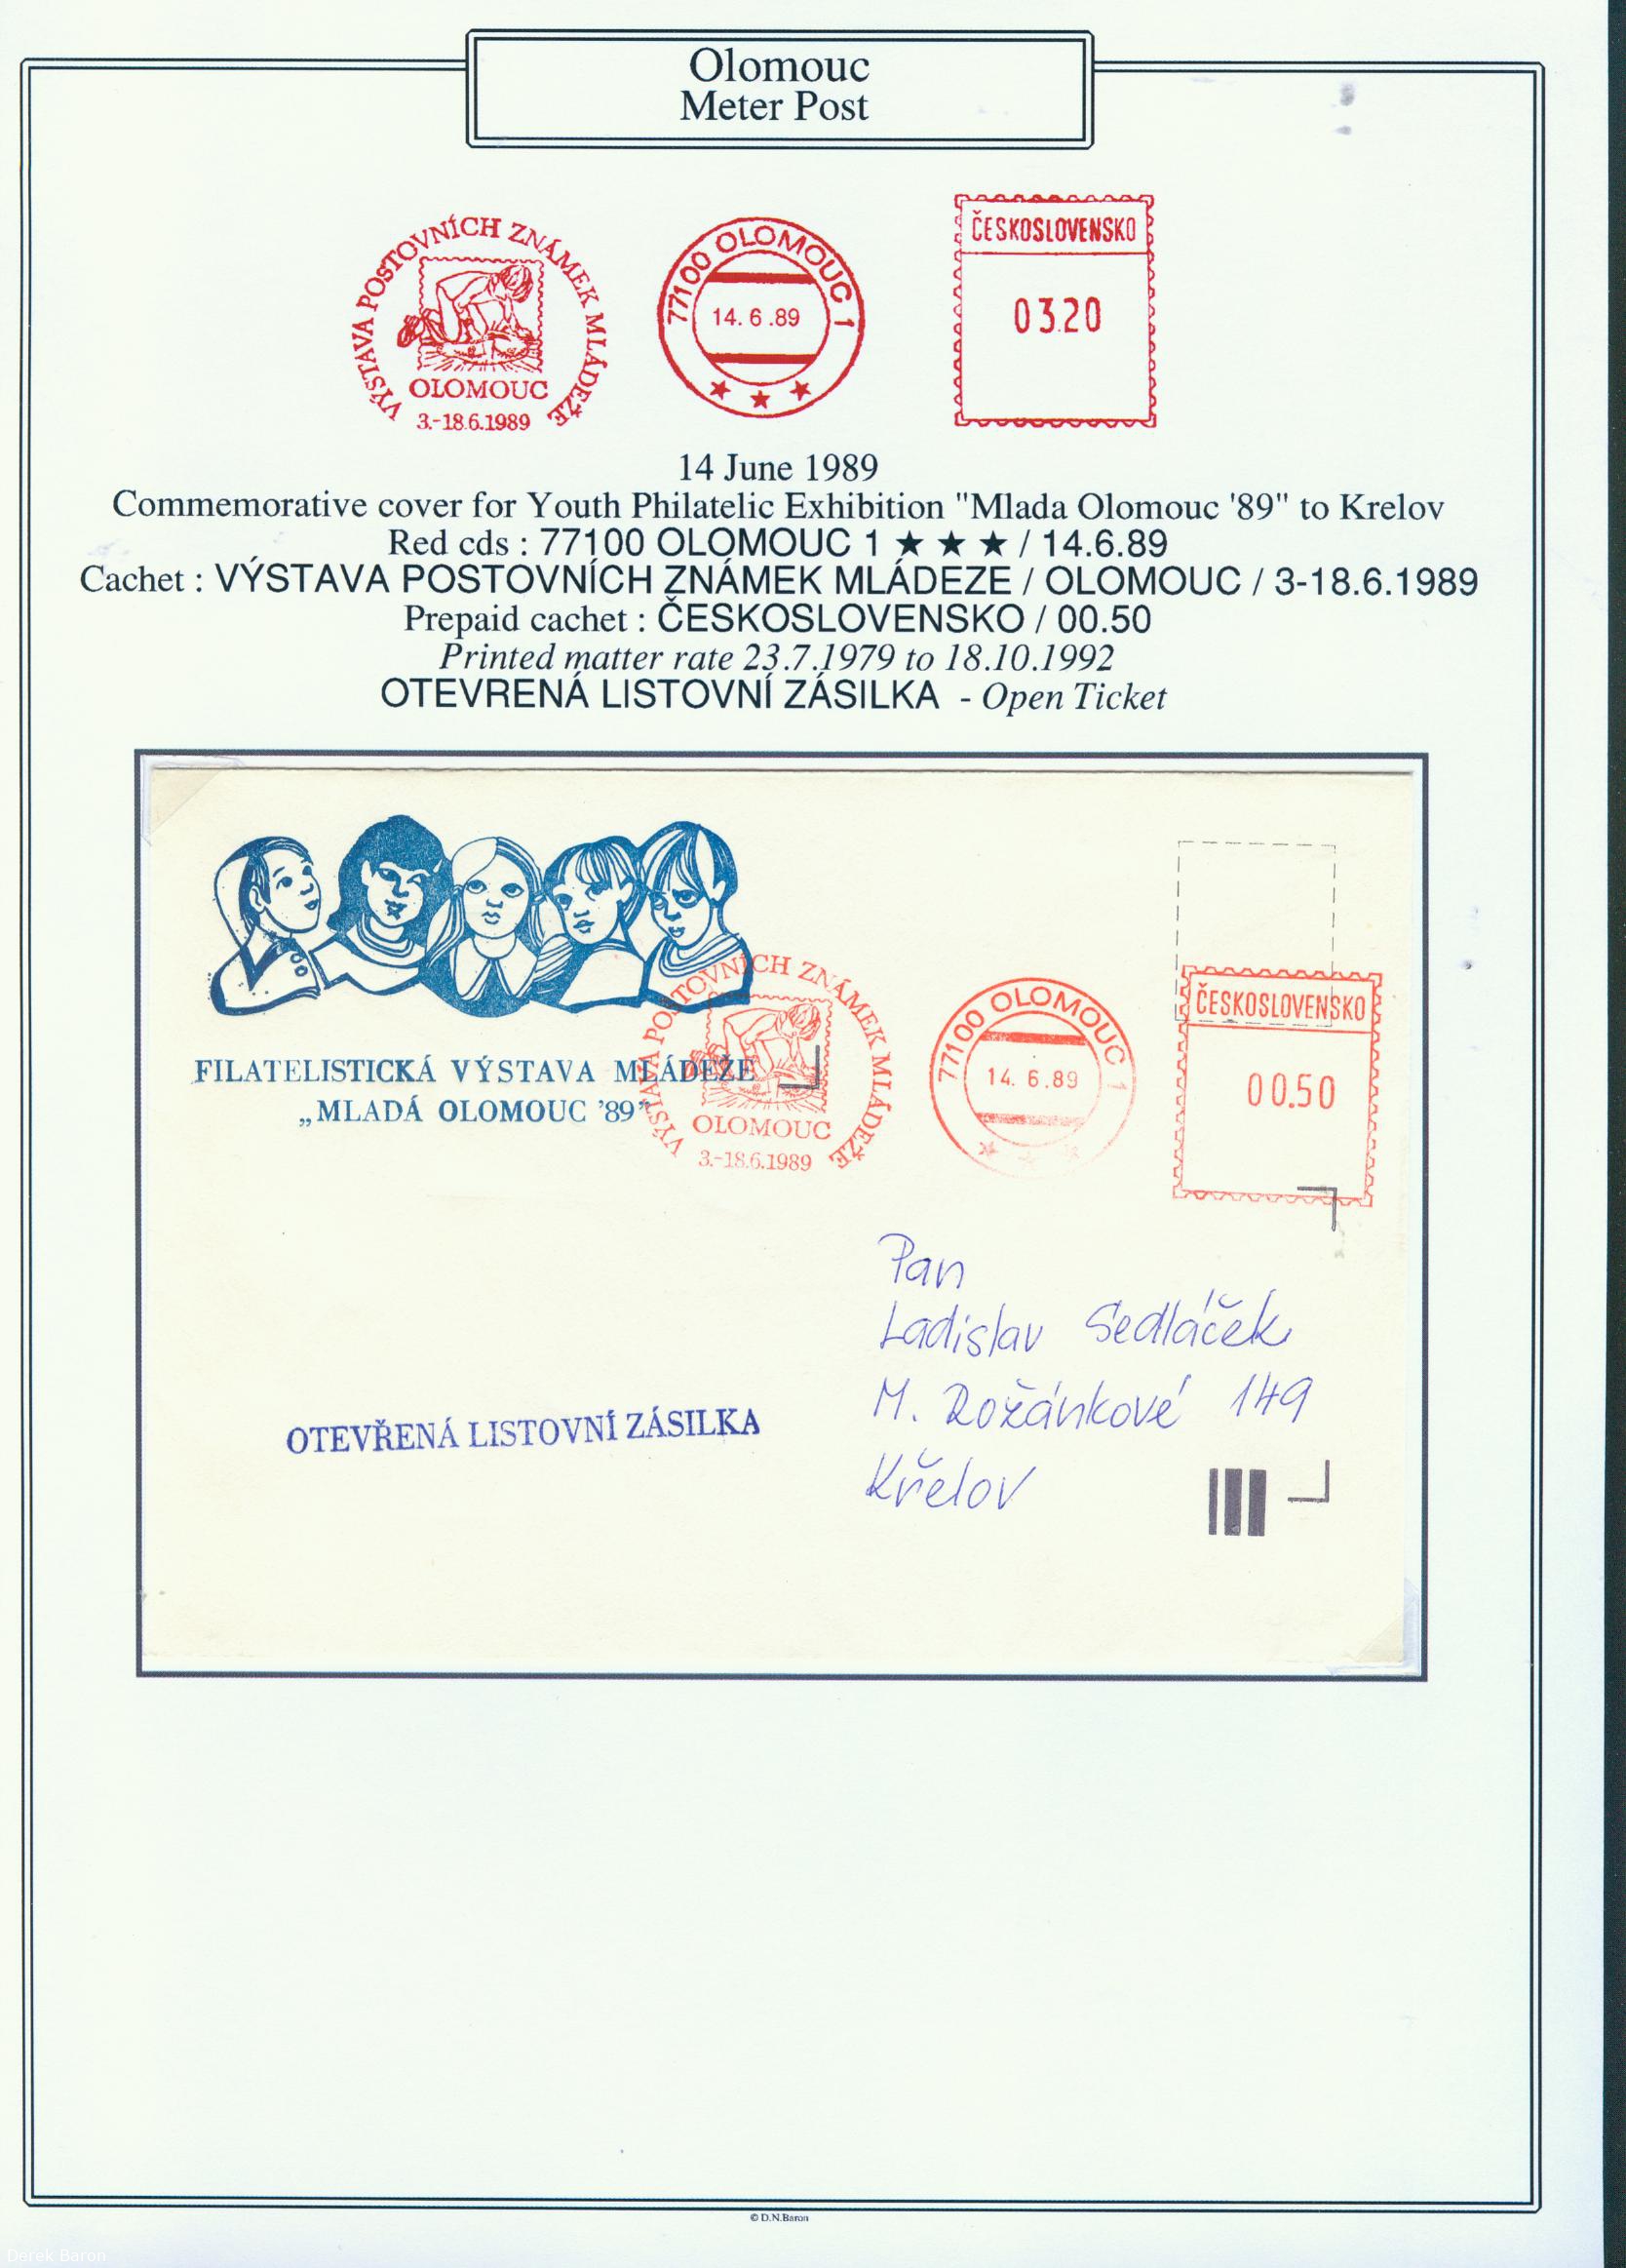 Olomouc
Meter Post
VÝSTAVA POSTOVNÍCH ZNÁMEK MLÁDEŽE
OLOMOUC
3.-18.6.1989
77100 OLOMOUC 1
14.6.89
★ ★ ★
ČESKOSLOVENSKO
03.20
14 June 1989
Commemorative cover for Youth Philatelic Exhibition "Mlada Olomouc '89" to Krelov
Red cds : 77100 OLOMOUC 1 ★ ★ ★ / 14.6.89
Cachet : VÝSTAVA POSTOVNÍCH ZNÁMEK MLÁDEZE / OLOMOUC / 3-18.6.1989
Prepaid cachet : ČESKOSLOVENSKO / 00.50
Printed matter rate 23.7.1979 to 18.10.1992
OTEVRENÁ LISTOVNÍ ZÁSILKA - Open Ticket
FILATELISTICKÁ VÝSTAVA MLÁDEŽE
„MLADÁ OLOMOUC '89"
VÝSTAVA POSTOVNÍCH ZNÁMEK MLÁDEŽE
OLOMOUC
3.-18.6.1989
77100 OLOMOUC 1
14. 6.89
★ ★ ★
ČESKOSLOVENSKO
00.50
Pan
Ladislav Sedláček
M. Rožánkové 149
Křelov
OTEVŘENÁ LISTOVNÍ ZÁSILKA
© D.N.Baron
Derek Baron